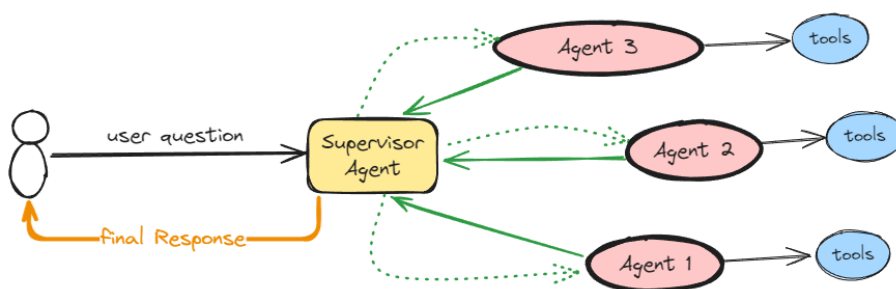 Agent 3
tools
user question
Supervisor
Agent
Agent 2
tools
final Response
Agent 1
tools